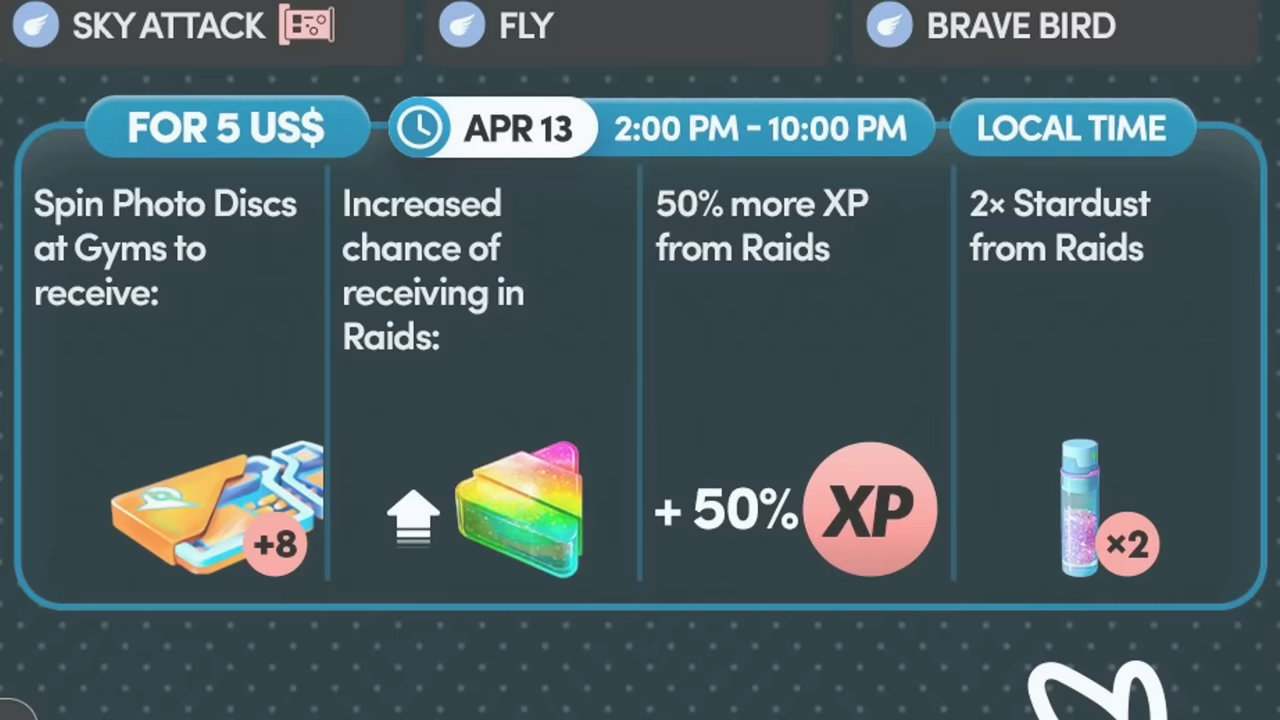 SKY ATTACK
FLY
BRAVE BIRD
FOR 5 US$
APR 13
2:00 PM - 10:00 PM
LOCAL TIME
Spin Photo Discs
at Gyms to
receive:
+8
Increased
chance of
receiving in
Raids:
50% more XP
from Raids
+ 50% XP
2× Stardust
from Raids
×2